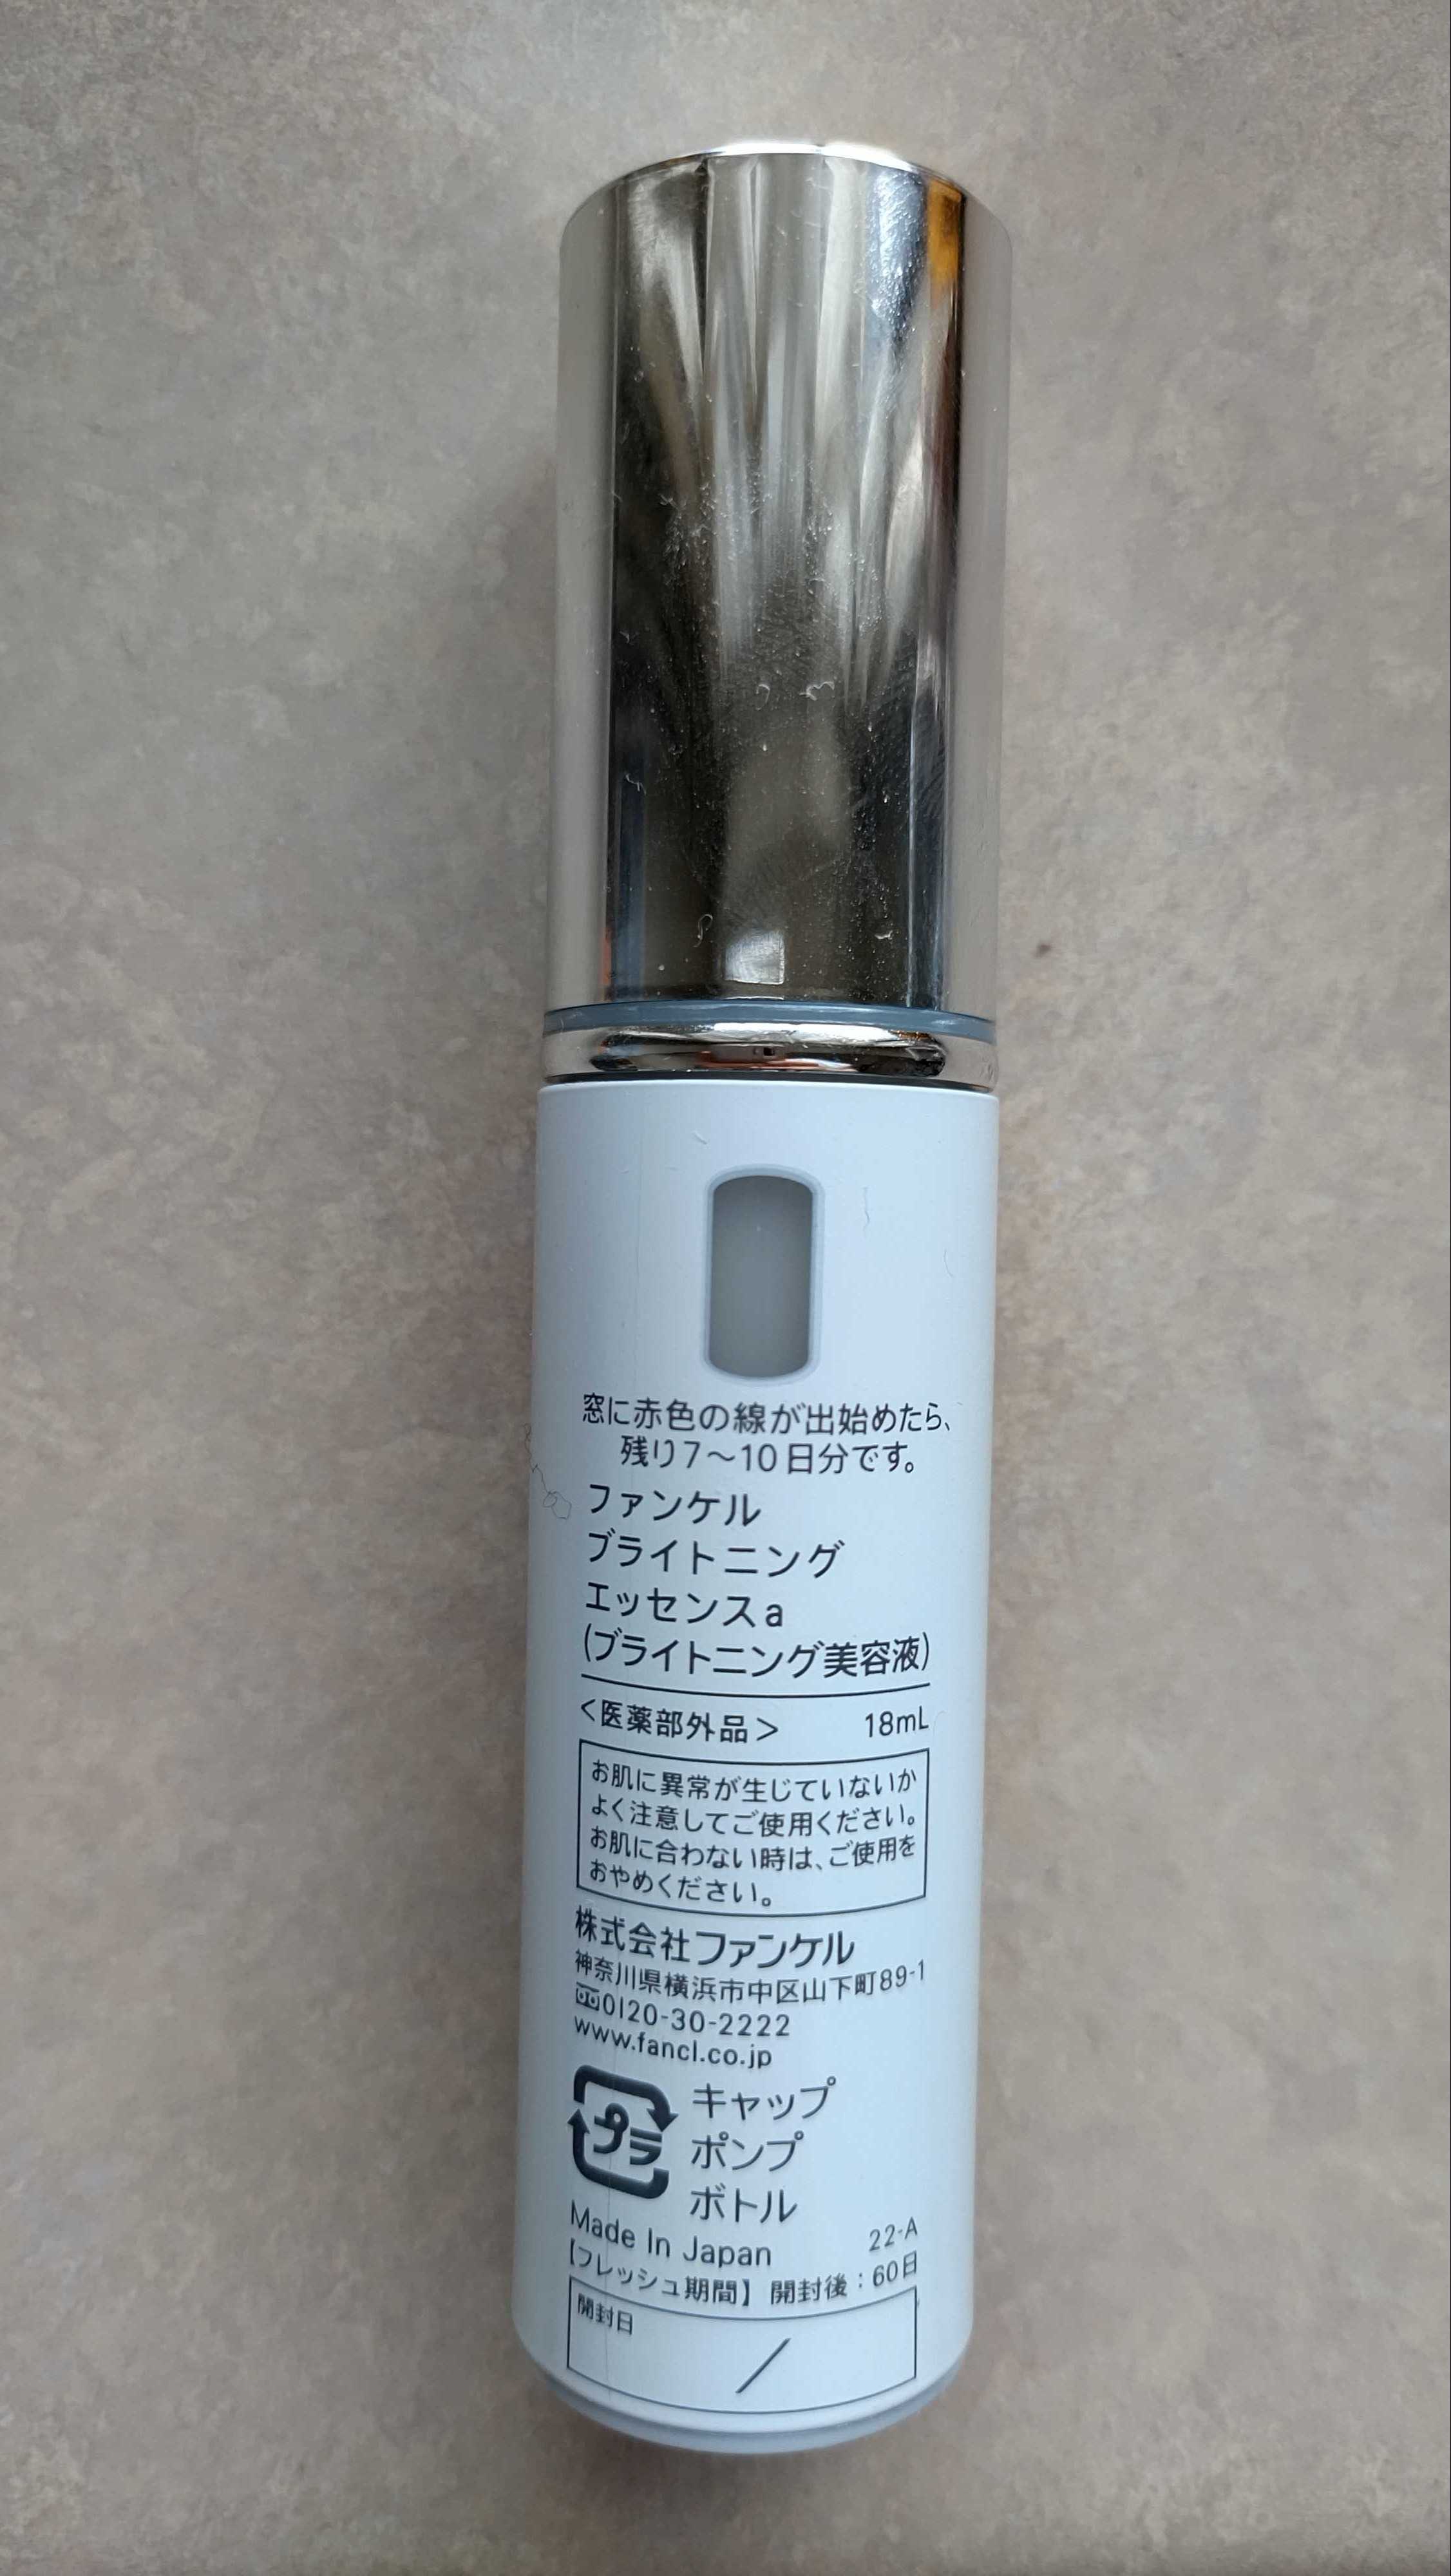 窓に赤色の線が出始めたら、
残り7～10日分です。
ファンケル
ブライトニング
エッセンスa
(ブライトニング美容液)
＜医薬部外品＞ 18mL
お肌に異常が生じていないか
よく注意してご使用ください。
お肌に合わない時は、ご使用を
おやめください。
株式会社ファンケル
神奈川県横浜市中区山下町89-1
0120-30-2222
www.fancl.co.jp
プラ
キャップ
ポンプ
ボトル
Made In Japan 22-A
【フレッシュ期間】 開封後：60日
開封日
/